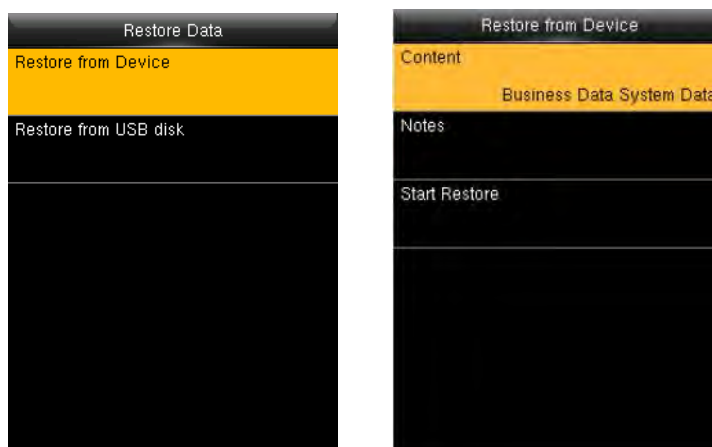 Restore Data
Restore from Device
Restore from USB disk
Restore from Device
Content
Business Data System Data
Notes
Start Restore